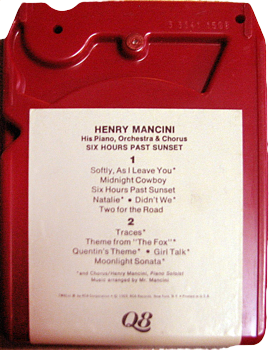 HENRY MANCINI
His Piano, Orchestra & Chorus
SIX HOURS PAST SUNSET
1
Softly, As I Leave You*
Midnight Cowboy
Six Hours Past Sunset
Natalie* • Didn't We*
Two for the Road
2
Traces*
Theme from "The Fox"*
Quentin's Theme* • Girl Talk*
Moonlight Sonata*
*and Chorus/Henry Mancini, Piano Soloist
Music arranged by Mr. Mancini
Q8